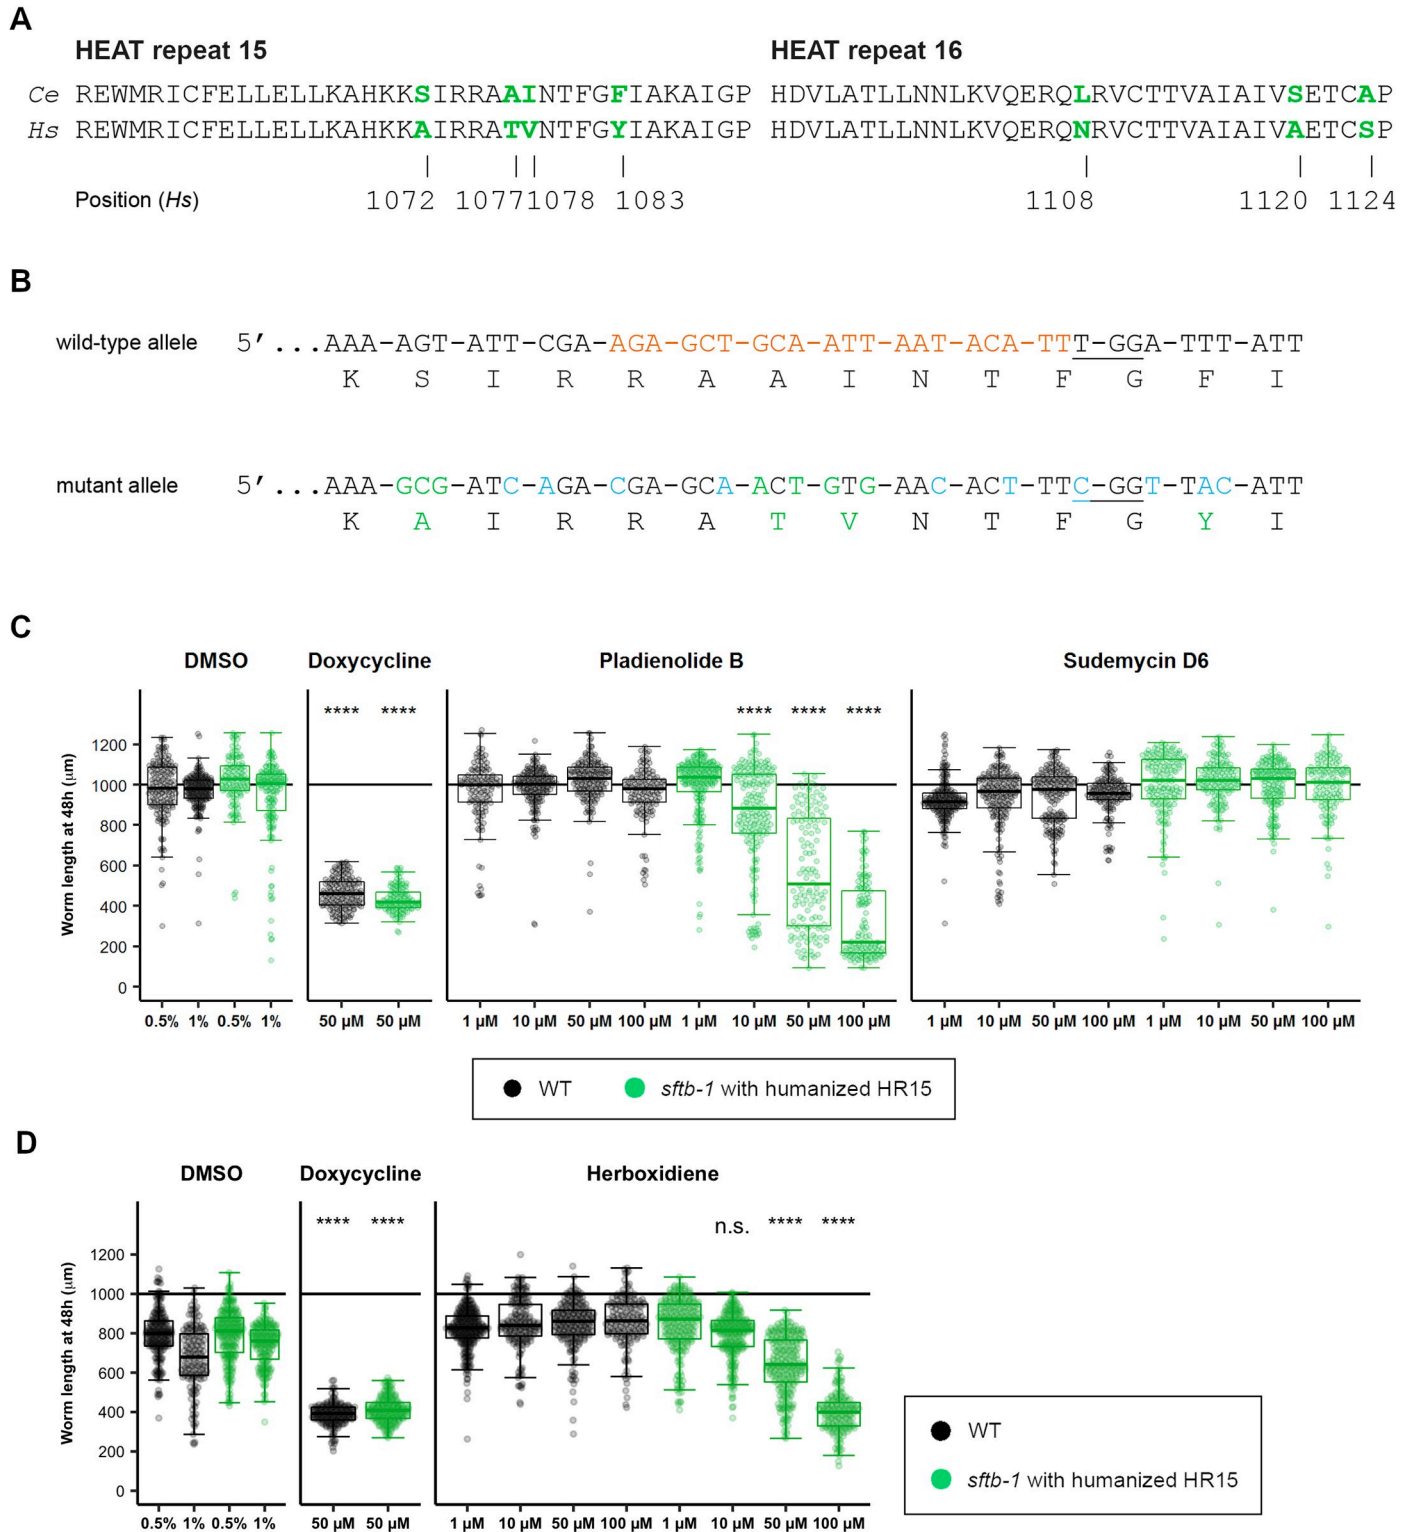 A
HEAT repeat 15 HEAT repeat 16
Ce REWMRICFELLELLKAHKKSIRRAAINTFGFIAKAIGP HDVLATLLNNLKVQERQLRVCTTVAIAIVSETCAP
Hs REWMRICFELLELLKAHKKAIRRATVNTFGYIAKAIGP HDVLATLLNNLKVQERQNRVCTTVAIAIVAETCSP
Position (Hs) 1072 1077 1078 1083 1108 1120 1124
B
wild-type allele 5′...AAA-AGT-ATT-CGA-AGA-GCT-GCA-ATT-AAT-ACA-TTT-GGA-TTT-ATT
K S I R R A A I N T F G F I
mutant allele 5′...AAA-GCG-ATC-AGA-CGA-GCA-ACT-GTG-AAC-ACT-TTC-GGT-TAC-ATT
K A I R R A T V N T F G Y I
C
DMSO Doxycycline Pladienolide B Sudemycin D6
**** **** **** **** ****
Worm length at 48h (μm)
1200
1000
800
600
400
200
0
0.5% 1% 0.5% 1% 50 μM 50 μM 1 μM 10 μM 50 μM 100 μM 1 μM 10 μM 50 μM 100 μM 1 μM 10 μM 50 μM 100 μM 1 μM 10 μM 50 μM 100 μM
WT sftb-1 with humanized HR15
D
DMSO Doxycycline Herboxidiene
**** **** n.s. **** ****
Worm length at 48h (μm)
1200
1000
800
600
400
200
0
0.5% 1% 0.5% 1% 50 μM 50 μM 1 μM 10 μM 50 μM 100 μM 1 μM 10 μM 50 μM 100 μM
WT
sftb-1 with humanized HR15